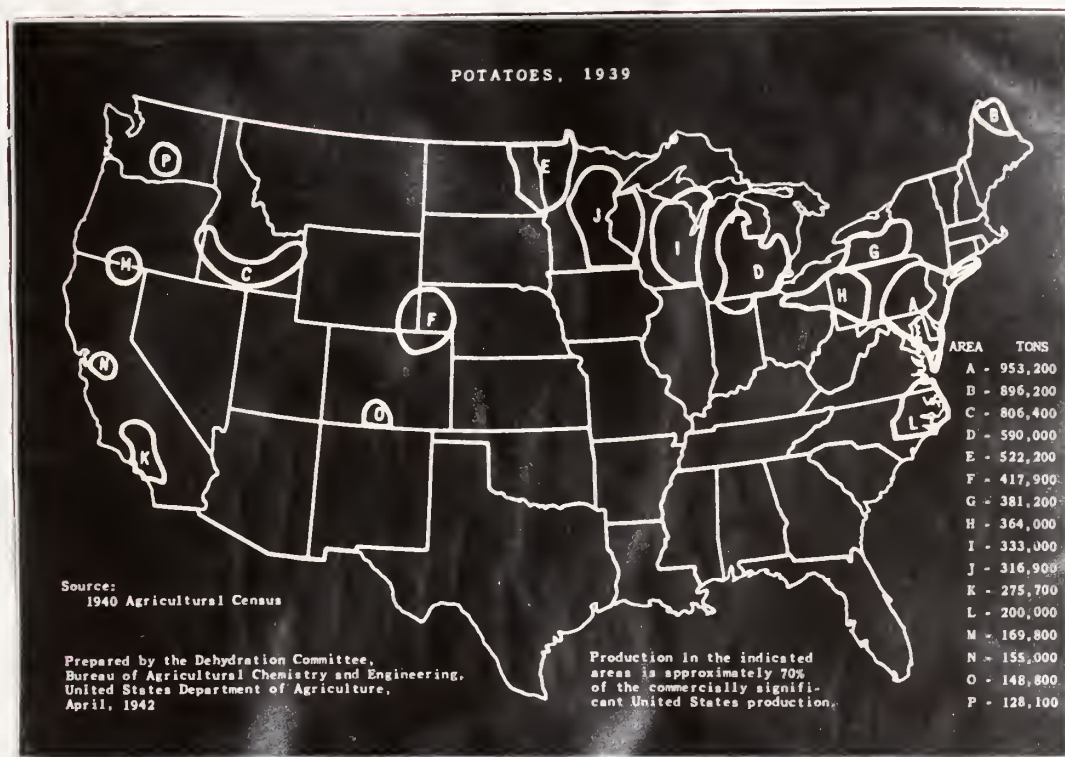 POTATOES, 1939
P
E
B
J
I
D
G
M
C
H
A
F
N
O
L
K
AREA TONS
A - 953,200
B - 896,200
C - 806,400
D - 590,000
E - 522,200
F - 417,900
G - 381,200
H - 364,000
I - 333,000
J - 316,900
K - 275,700
L - 200,000
M - 169,800
N - 155,000
O - 148,800
P - 128,100
Source:
1940 Agricultural Census
Prepared by the Dehydration Committee,
Bureau of Agricultural Chemistry and Engineering,
United States Department of Agriculture,
April, 1942
Production in the indicated
areas is approximately 70%
of the commercially signifi-
cant United States production.